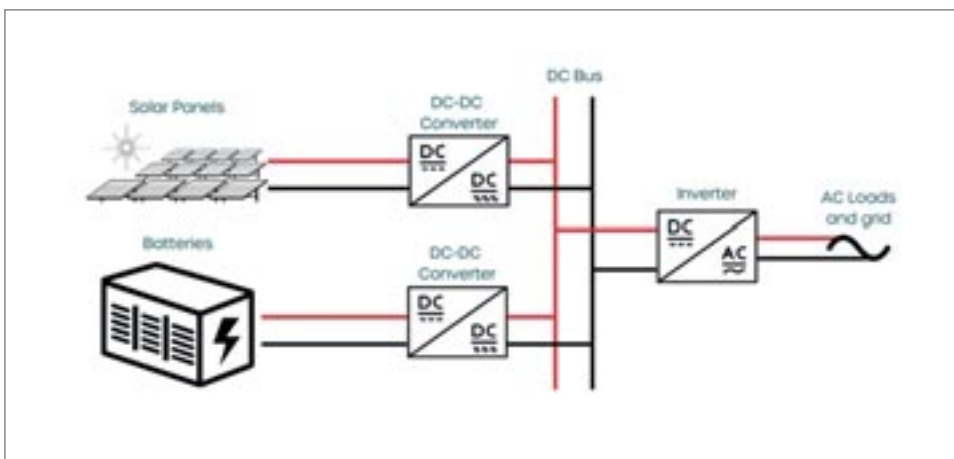 DC Bus
Solar Panels
DC-DC
Converter
DC
DC
Inverter
AC Loads
and grid
DC
AC
Batteries
DC-DC
Converter
DC
DC